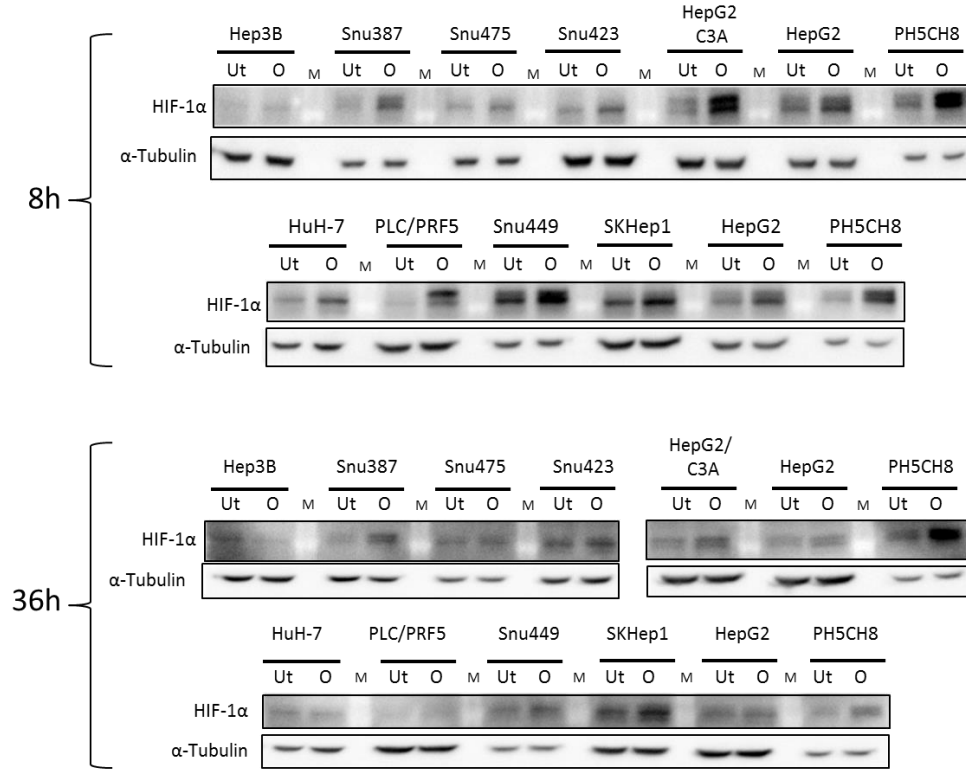 Hep3B Snu387 Snu475 Snu423 HepG2 C3A HepG2 PH5CH8
Ut O M Ut O M Ut O M Ut O M Ut O M Ut O M Ut O
HIF-1α
α-Tubulin
8h
HuH-7 PLC/PRF5 Snu449 SKHep1 HepG2 PH5CH8
Ut O M Ut O M Ut O M Ut O M Ut O M Ut O
HIF-1α
α-Tubulin
Hep3B Snu387 Snu475 Snu423 HepG2/ C3A HepG2 PH5CH8
Ut O M Ut O M Ut O M Ut O Ut O M Ut O M Ut O
HIF-1α
α-Tubulin
36h
HuH-7 PLC/PRF5 Snu449 SKHep1 HepG2 PH5CH8
Ut O M Ut O M Ut O M Ut O M Ut O M Ut O
HIF-1α
α-Tubulin